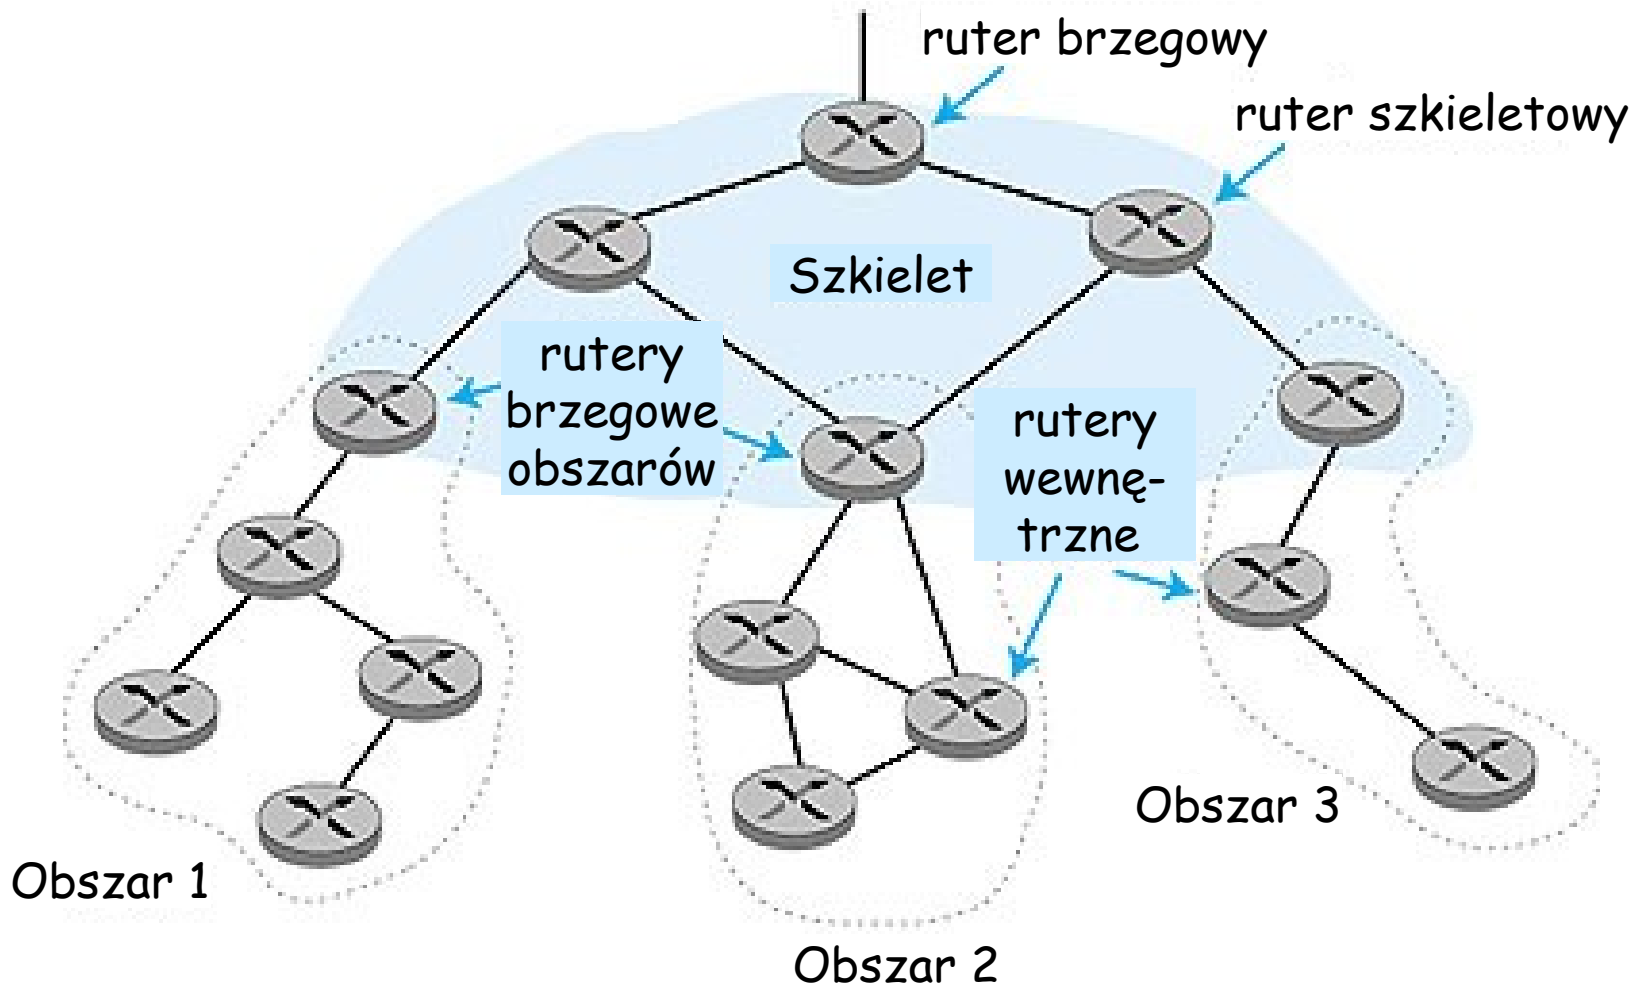 ruter brzegowy
ruter szkieletowy
Szkielet
rutery
brzegowe
obszarów
rutery
wewnę-
trzne
Obszar 3
Obszar 1
Obszar 2